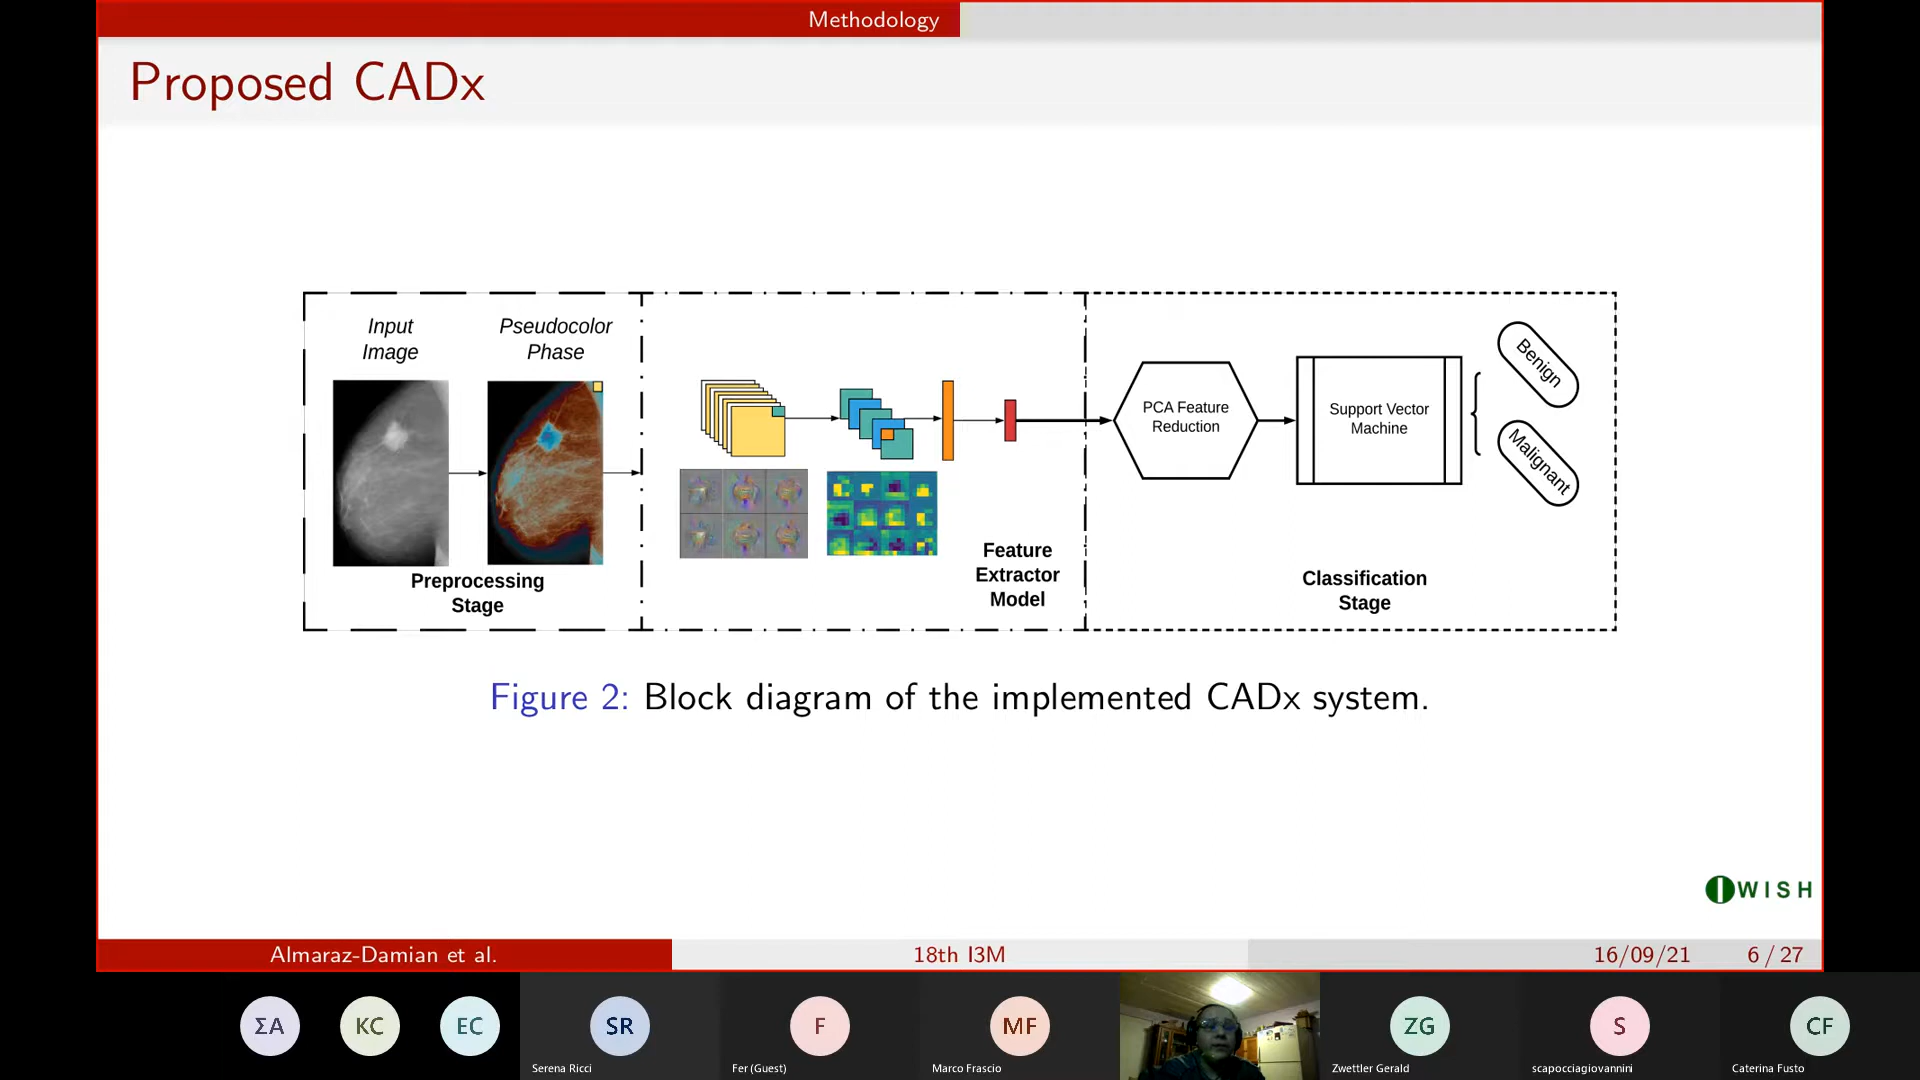 Methodology
Proposed CADx
Input
Image
Pseudocolor
Phase
Preprocessing
Stage
Feature
Extractor
Model
PCA Feature
Reduction
Support Vector
Machine
Benign
Malignant
Classification
Stage
Figure 2: Block diagram of the implemented CADx system.
WISH
Almaraz-Damian et al.
18th I3M
16/09/21
6 / 27
ΣΑ
KC
EC
SR
F
MF
ZG
S
CF
Serena Ricci
Fer (Guest)
Marco Frascio
Zwettler Gerald
scapocciagiovannini
Caterina Fusto